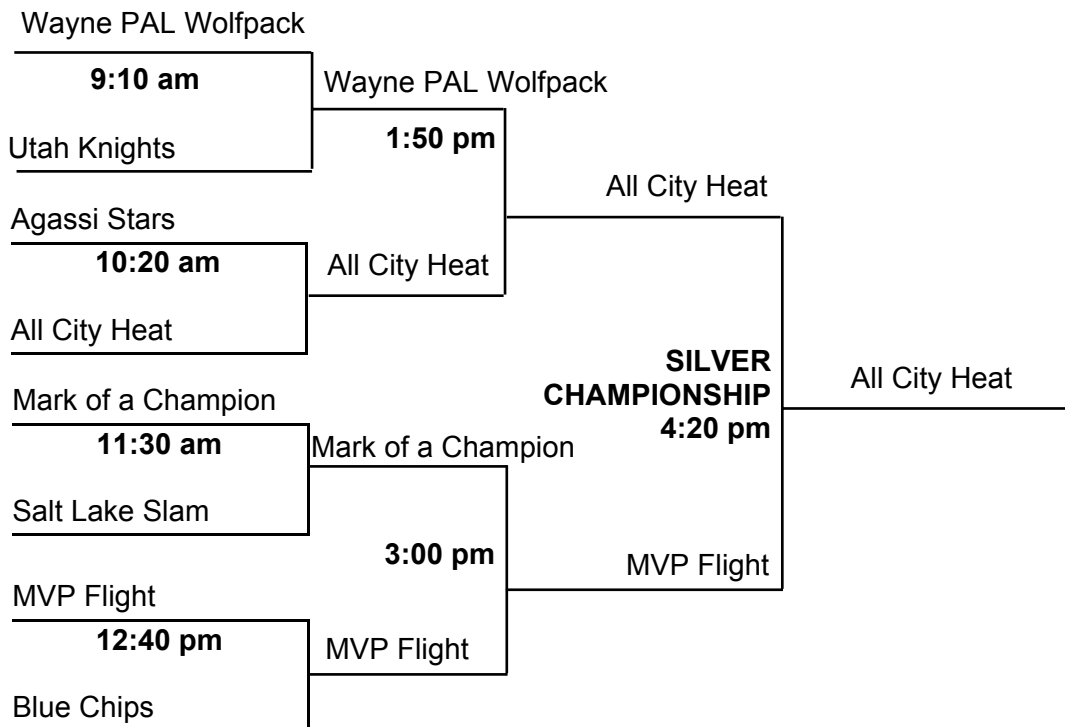 Wayne PAL Wolfpack
9:10 am
Wayne PAL Wolfpack
Utah Knights
1:50 pm
All City Heat
Agassi Stars
10:20 am
All City Heat
All City Heat
SILVER
CHAMPIONSHIP
4:20 pm
All City Heat
Mark of a Champion
11:30 am
Mark of a Champion
Salt Lake Slam
3:00 pm
MVP Flight
MVP Flight
12:40 pm
MVP Flight
Blue Chips